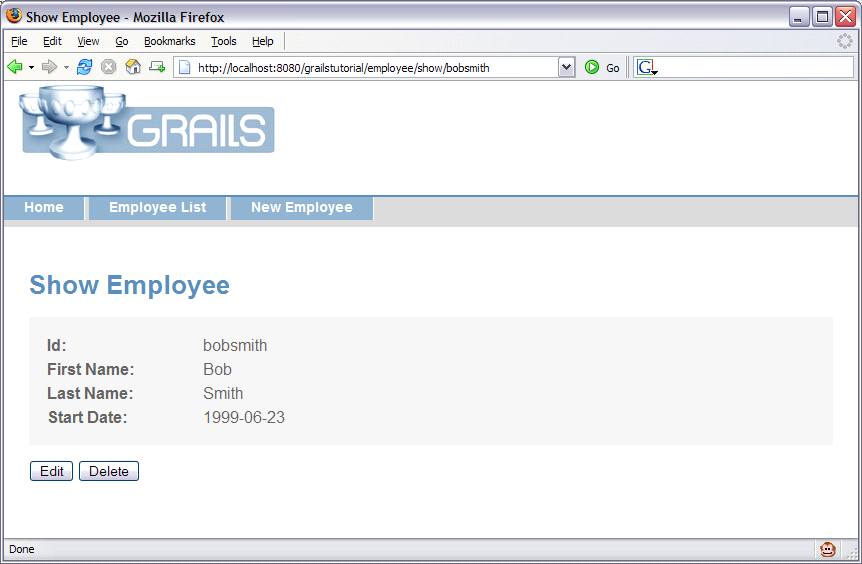 Show Employee - Mozilla Firefox
File Edit View Go Bookmarks Tools Help
http://localhost:8080/grailstutorial/employee/show/bobsmith Go G
GRAILS
Home Employee List New Employee
Show Employee
Id: bobsmith
First Name: Bob
Last Name: Smith
Start Date: 1999-06-23
Edit Delete
Done